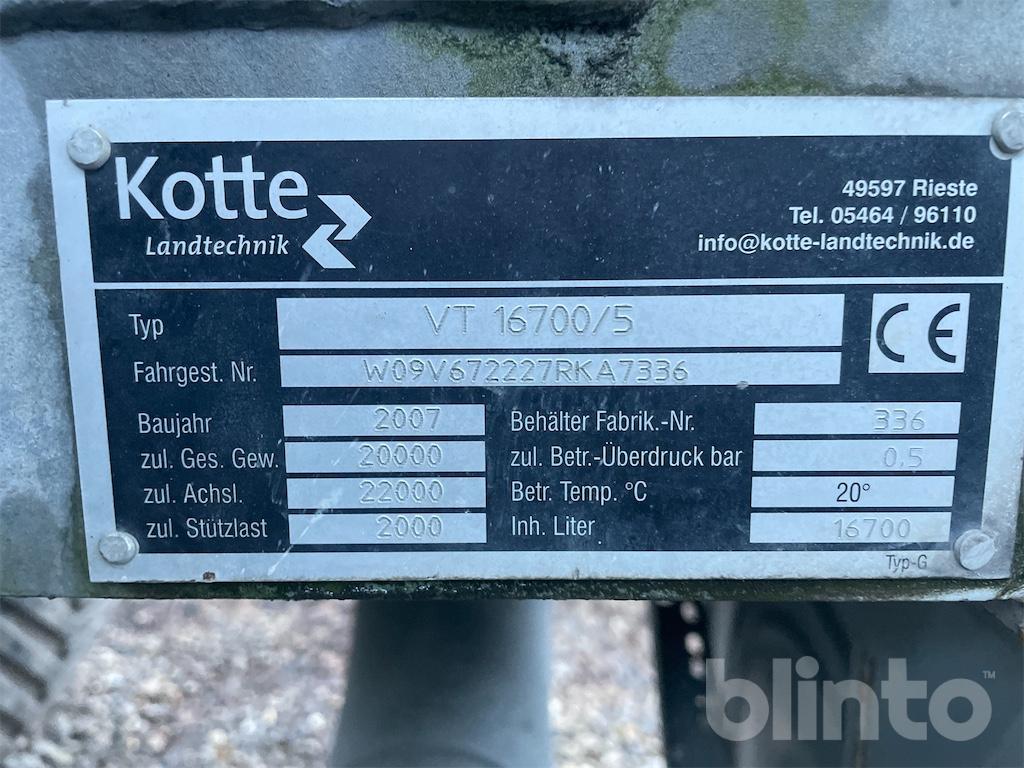 Kotte
Landtechnik
49597 Rieste
Tel. 05464 / 96110
info@kotte-landtechnik.de
Typ VT 16700/5
CE
Fahrgest. Nr. W09V672227RKA7336
Baujahr 2007 Behälter Fabrik.-Nr. 336
zul. Ges. Gew. 20000 zul. Betr.-Überdruck bar 0.5
zul. Achsl. 22000 Betr. Temp. °C 20°
zul. Stützlast 2000 Inh. Liter 16700
Typ-G
blinto™